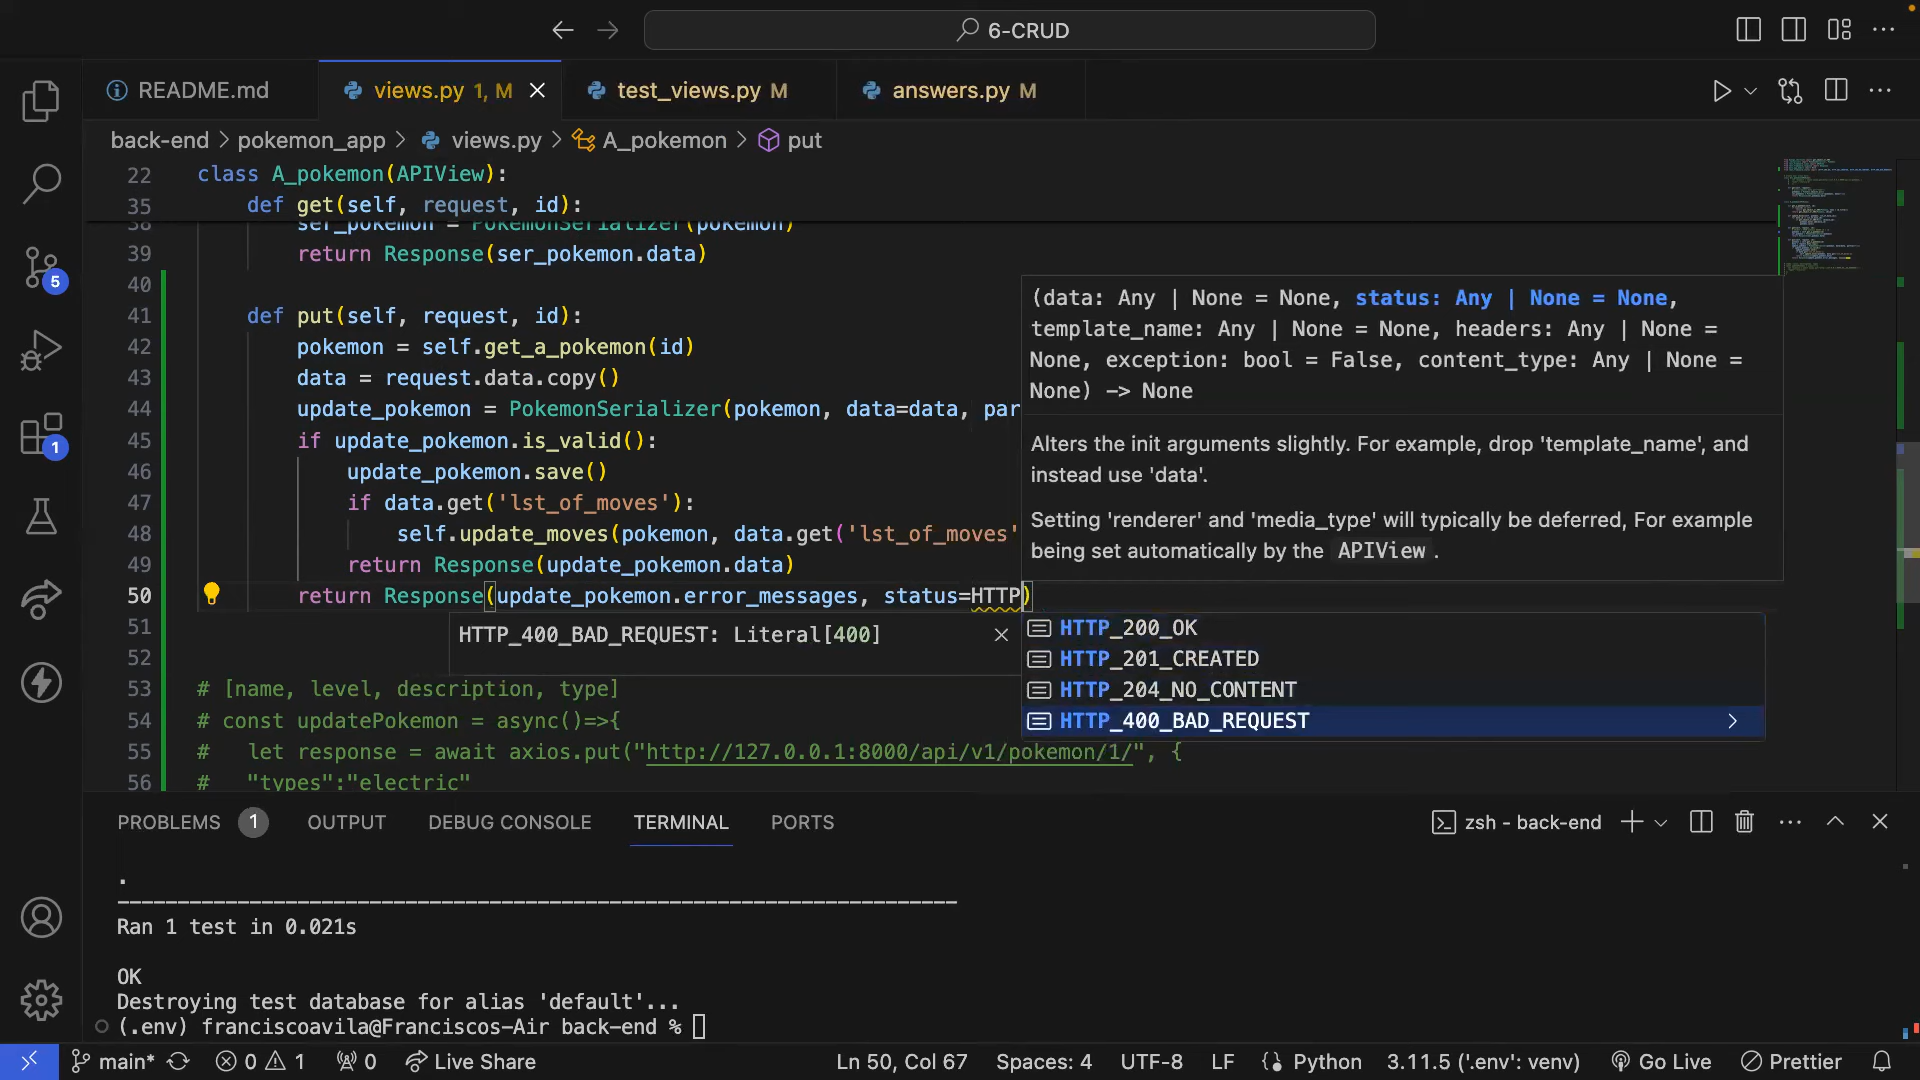 6-CRUD
README.md
views.py 1, M
test_views.py M
answers.py M
back-end > pokemon_app > views.py > A_pokemon > put
22 class A_pokemon(APIView):
35 def get(self, request, id):
38 ser_pokemon = PokemonSerializer(pokemon)
39 return Response(ser_pokemon.data)
40
41 def put(self, request, id):
42 pokemon = self.get_a_pokemon(id)
43 data = request.data.copy()
44 update_pokemon = PokemonSerializer(pokemon, data=data, par
45 if update_pokemon.is_valid():
46 update_pokemon.save()
47 if data.get('lst_of_moves'):
48 self.update_moves(pokemon, data.get('lst_of_moves'
49 return Response(update_pokemon.data)
50 return Response(update_pokemon.error_messages, status=HTTP)
51
52
53 # [name, level, description, type]
54 # const updatePokemon = async()=>{
55 # let response = await axios.put("http://127.0.0.1:8000/api/v1/pokemon/1/", {
56 # "types":"electric"
(data: Any | None = None, status: Any | None = None,
template_name: Any | None = None, headers: Any | None =
None, exception: bool = False, content_type: Any | None =
None) -> None
Alters the init arguments slightly. For example, drop 'template_name', and
instead use 'data'.
Setting 'renderer' and 'media_type' will typically be deferred, For example
being set automatically by the APIView.
HTTP_400_BAD_REQUEST: Literal[400]
HTTP_200_OK
HTTP_201_CREATED
HTTP_204_NO_CONTENT
HTTP_400_BAD_REQUEST
5
1
PROBLEMS 1 OUTPUT DEBUG CONSOLE TERMINAL PORTS
zsh - back-end
.
----------------------------------------------------------------------
Ran 1 test in 0.021s
OK
Destroying test database for alias 'default'...
(.env) franciscoavila@Franciscos-Air back-end %
main* 0 1 0 Live Share Ln 50, Col 67 Spaces: 4 UTF-8 LF Python 3.11.5 ('.env': venv) Go Live Prettier